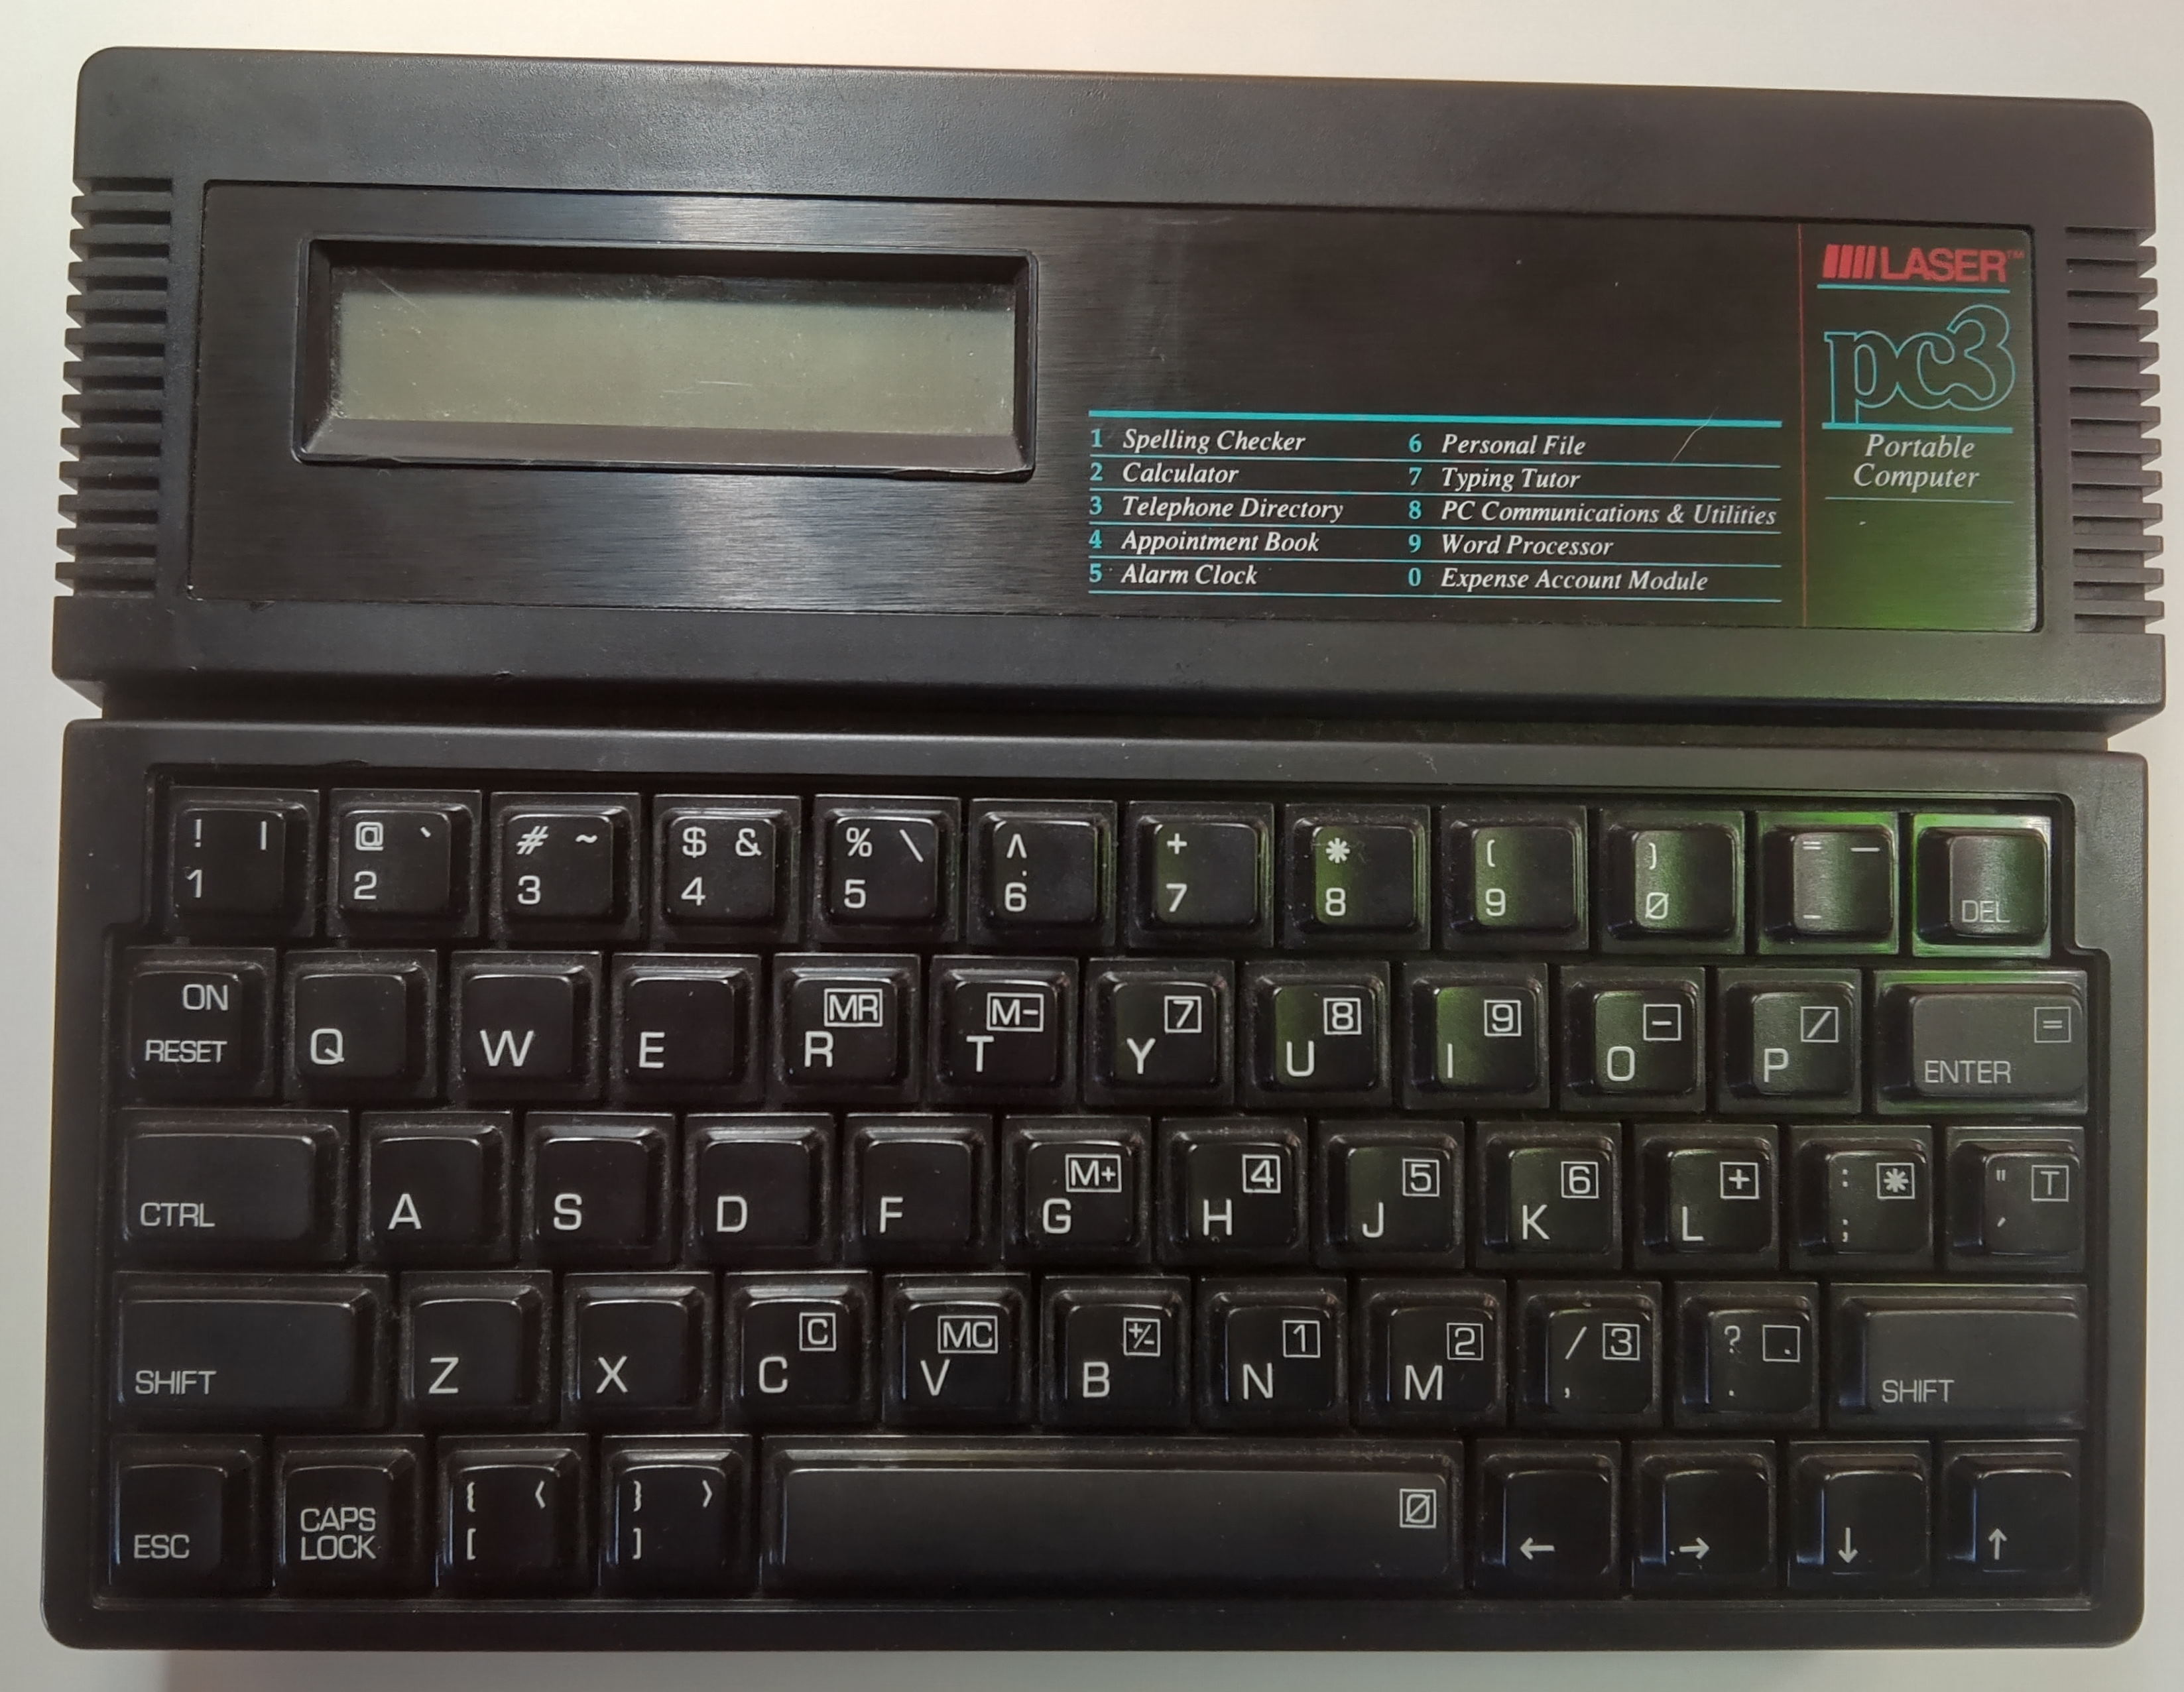 LASER™
pc3
Portable
Computer
1 Spelling Checker 6 Personal File
2 Calculator 7 Typing Tutor
3 Telephone Directory 8 PC Communications & Utilities
4 Appointment Book 9 Word Processor
5 Alarm Clock 0 Expense Account Module
! | @ ` # ~ $ & % \ ^ + * ( ) = —
1 2 3 4 5 6 7 8 9 0 - DEL
ON MR M- 7 8 9 - / =
RESET Q W E R T Y U I O P ENTER
M+ 4 5 6 + : * " T
CTRL A S D F G H J K L ; '
C MC +/- 1 2 / 3 ? .
SHIFT Z X C V B N M , . SHIFT
{ < } > 0
ESC CAPS LOCK [ ] ← → ↓ ↑